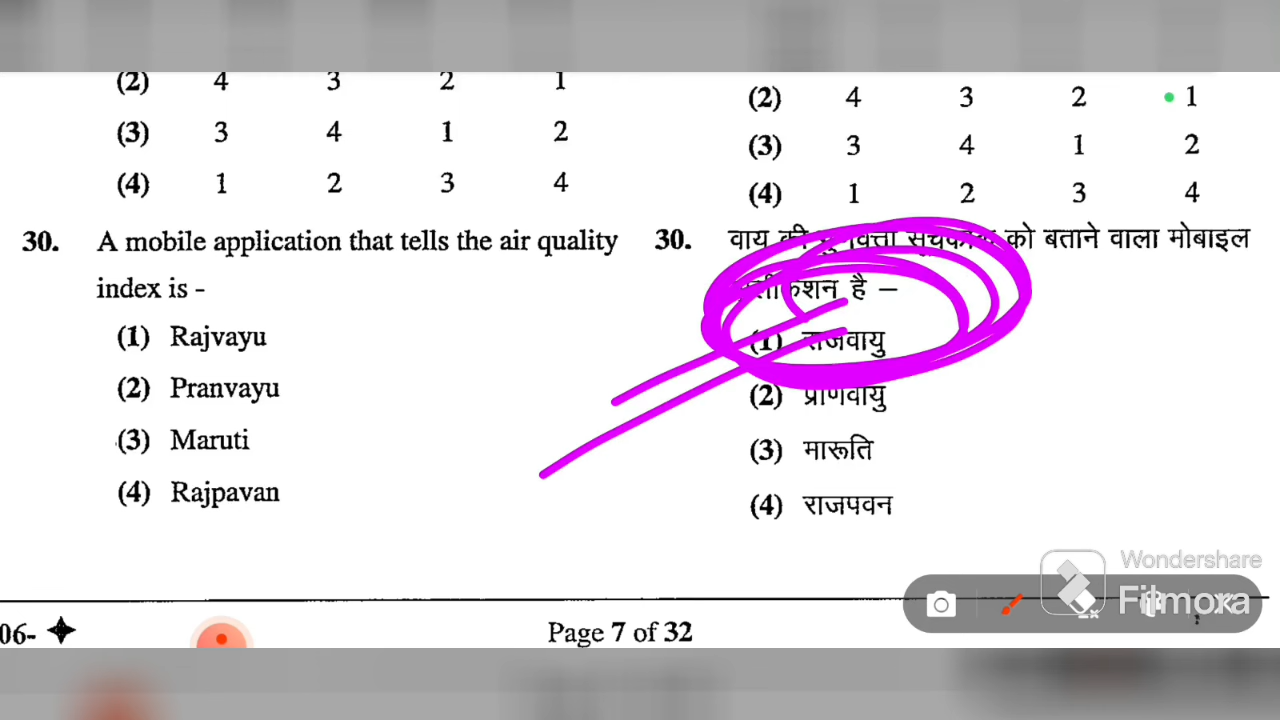 (2) 4 3 2 1
(3) 3 4 1 2
(4) 1 2 3 4
30. A mobile application that tells the air quality
index is -
(1) Rajvayu
(2) Pranvayu
(3) Maruti
(4) Rajpavan
(2) 4 3 2 1
(3) 3 4 1 2
(4) 1 2 3 4
30. वायु की को बताने वाला मोबाइल
है –
(1) राजवायु
(2) प्राणवायु
(3) मारूति
(4) राजपवन
06-
Page 7 of 32
Wondershare
Filmora